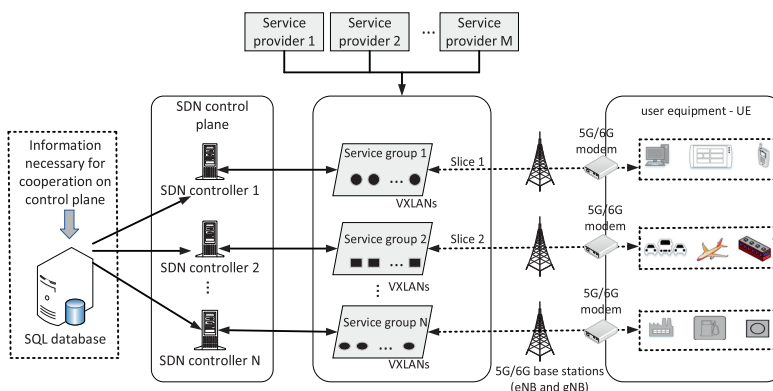 Service
provider 1
Service
provider 2
...
Service
provider M
Information
necessary for
cooperation on
control plane
SQL database
SDN control
plane
SDN controller 1
SDN controller 2
SDN controller N
Service group 1
...
VXLANs
Service group 2
...
VXLANs
Service group N
...
VXLANs
Slice 1
Slice 2
5G/6G base stations
(eNB and gNB)
5G/6G
modem
5G/6G
modem
5G/6G
modem
user equipment - UE